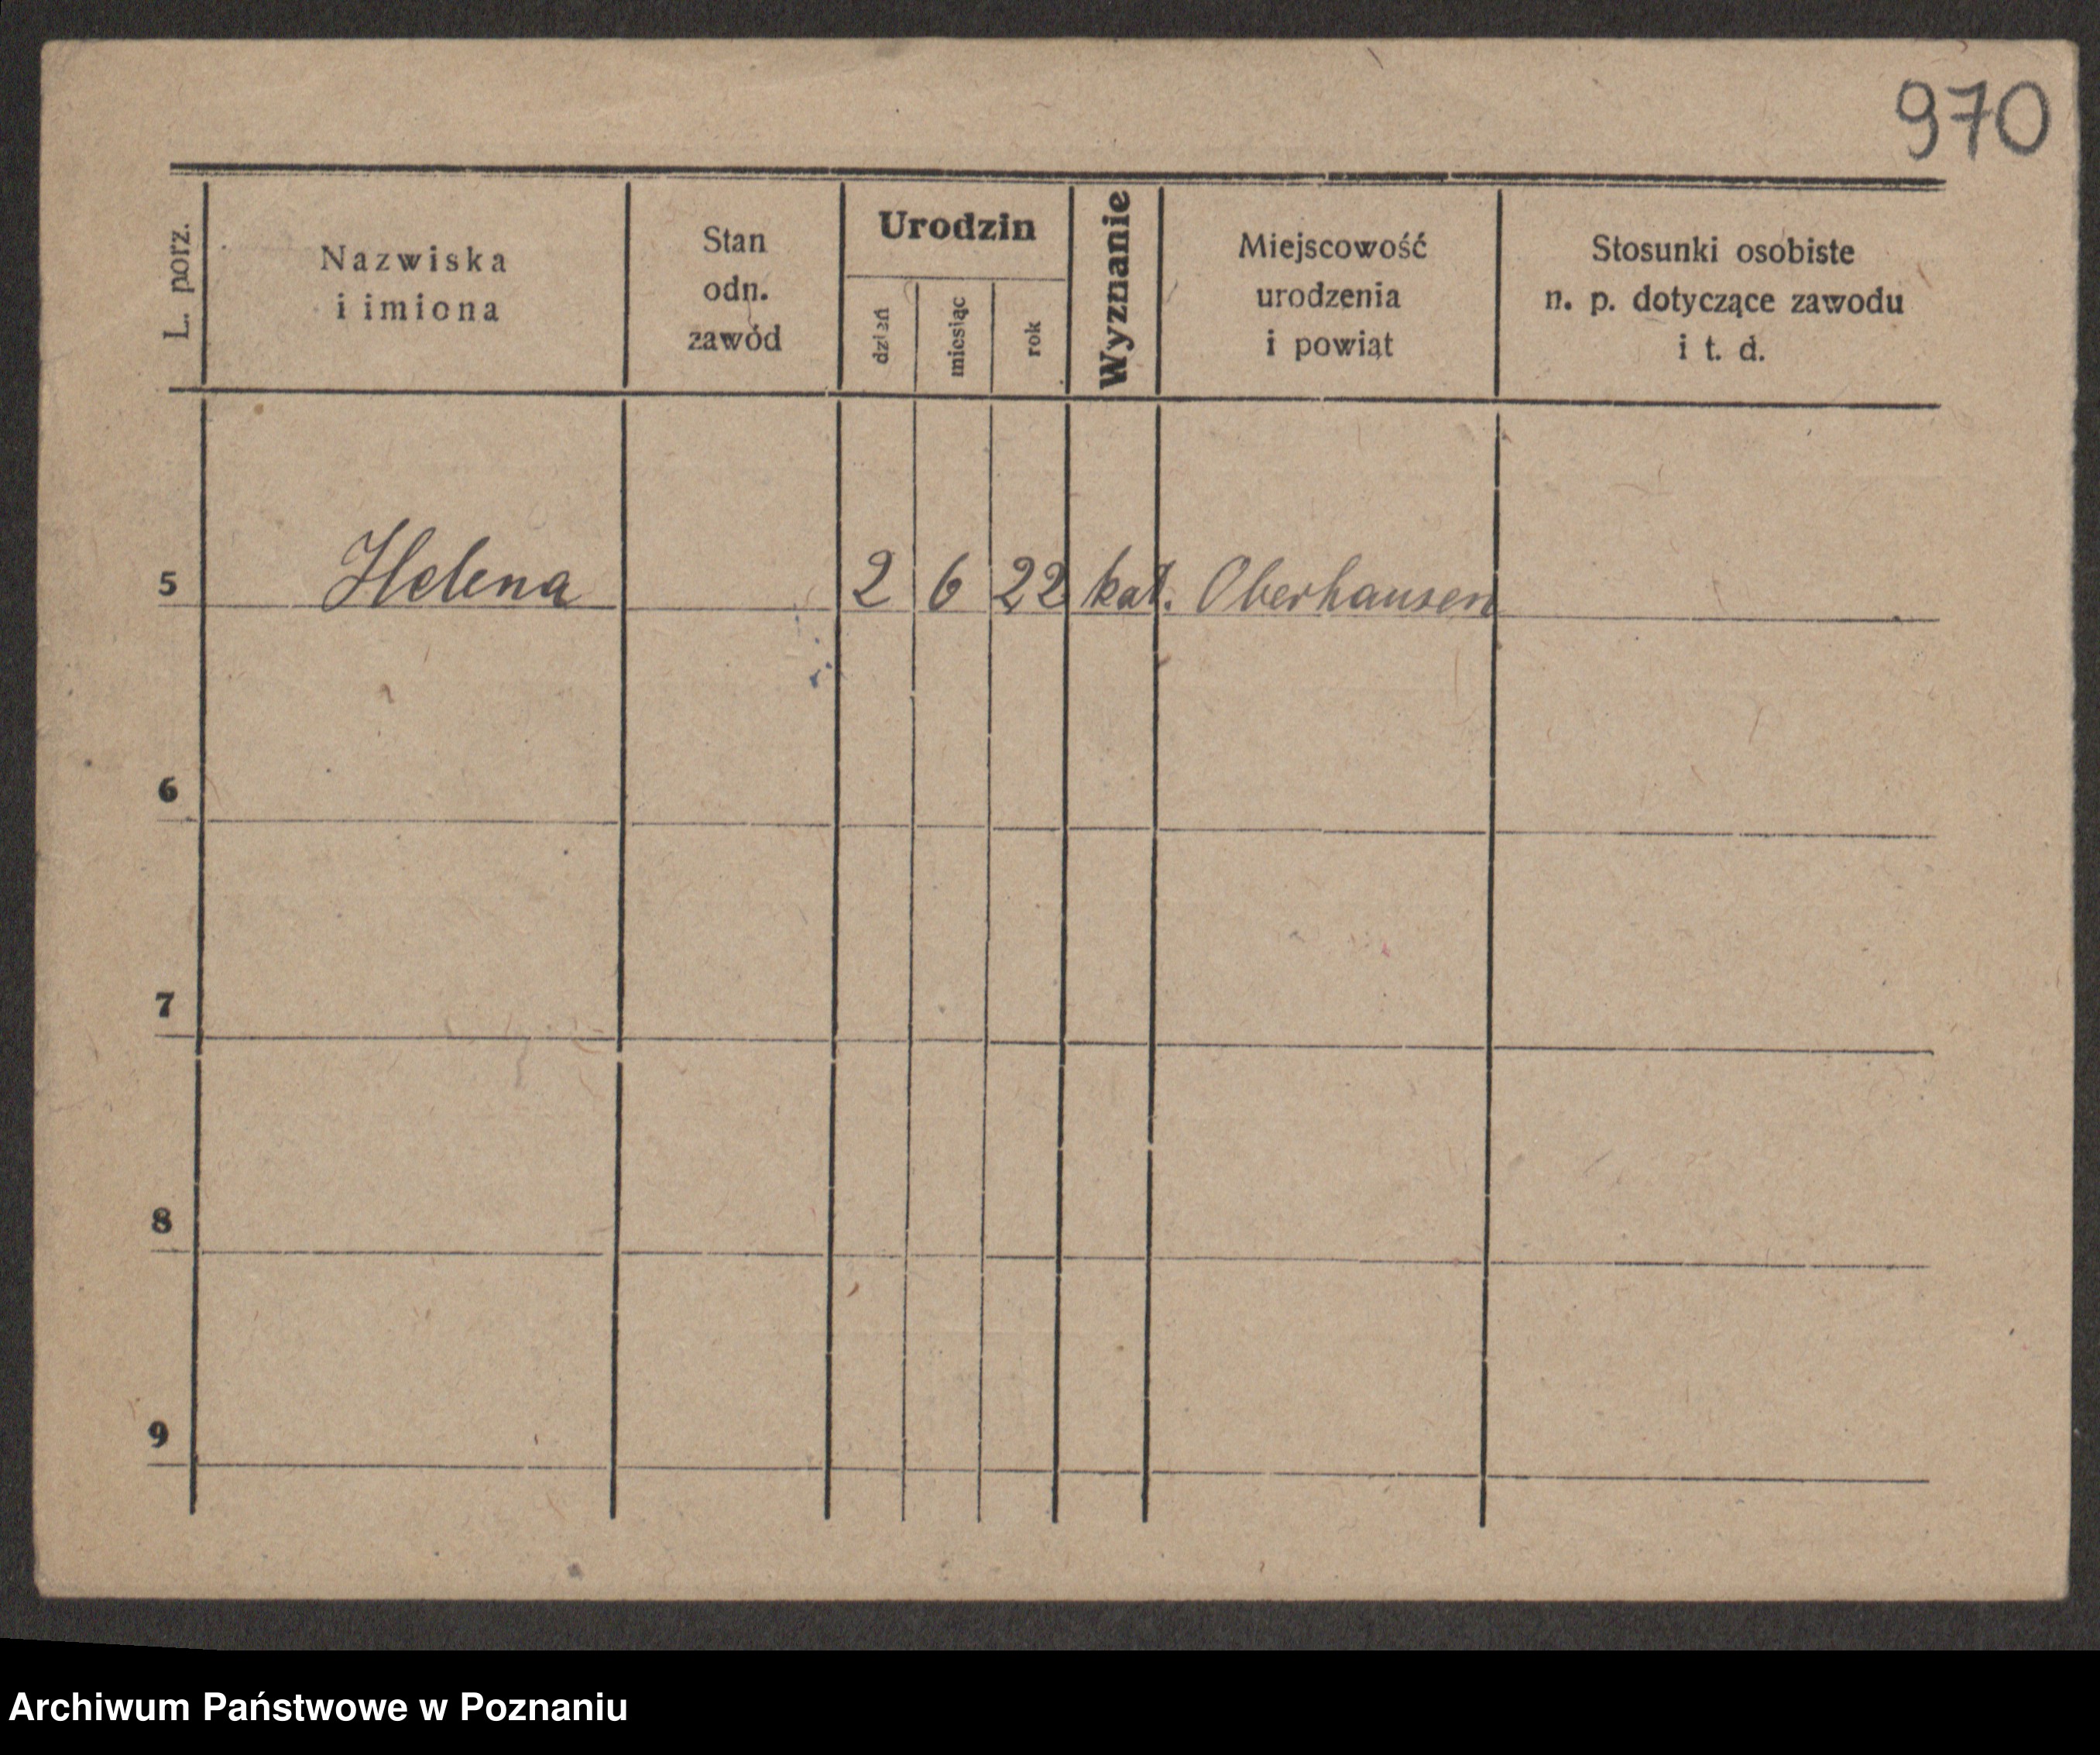 970
L. porz.
Nazwiska
i imiona
Stan
odn.
zawód
Urodzin
dzień
miesiąc
rok
Wyznanie
Miejscowość
urodzenia
i powiąt
Stosunki osobiste
n. p. dotyczące zawodu
i t. d.
5 Helena 2 6 22 kat. Oberhausen
6
7
8
9
Archiwum Państwowe w Poznaniu